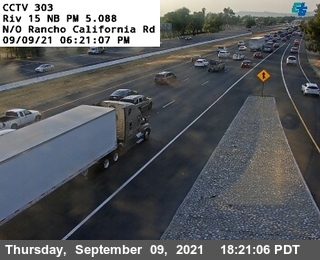 CCTV 303
Riv 15 NB PM 5.088
N/O Rancho California Rd
09/09/21 06:21:07 PM
Thursday, September 09, 2021 18:21:06 PDT